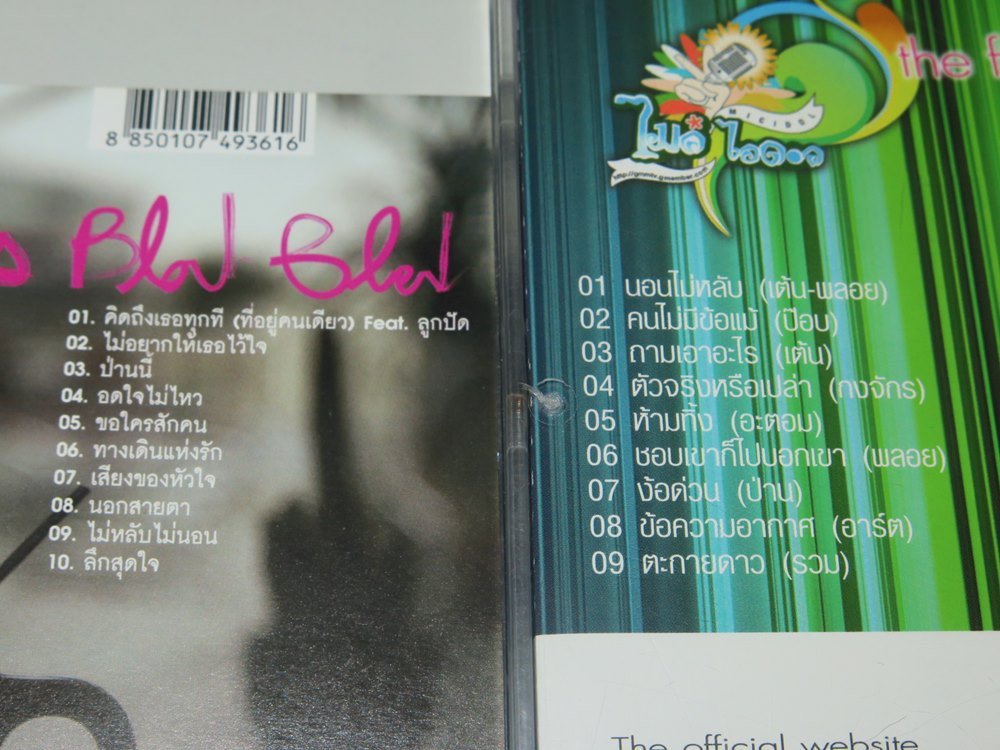 8 850107 493616
Blah Blah
01. คิดถึงเธอทุกที (ที่อยู่คนเดียว) Feat. ลูกปัด
02. ไม่อยากให้เธอไว้ใจ
03. ป่านนี้
04. อดใจไม่ไหว
05. ขอใครสักคน
06. ทางเดินแห่งรัก
07. เสียงของหัวใจ
08. นอกสายตา
09. ไม่หลับไม่นอน
10. ลึกสุดใจ
the f
MICIDOL
ไมค์ ไอดอล
http://gmmtv.gmember.com
01 นอนไม่หลับ (เต้น-พลอย)
02 คนไม่มีข้อแม้ (ป๊อบ)
03 ถามเอาอะไร (เต้น)
04 ตัวจริงหรือเปล่า (กงจักร)
05 ห้ามทิ้ง (อะตอม)
06 ชอบเขาก็ไปบอกเขา (พลอย)
07 ง้อด่วน (ป่าน)
08 ข้อความอากาศ (อาร์ต)
09 ตะกายดาว (รวม)
The official website